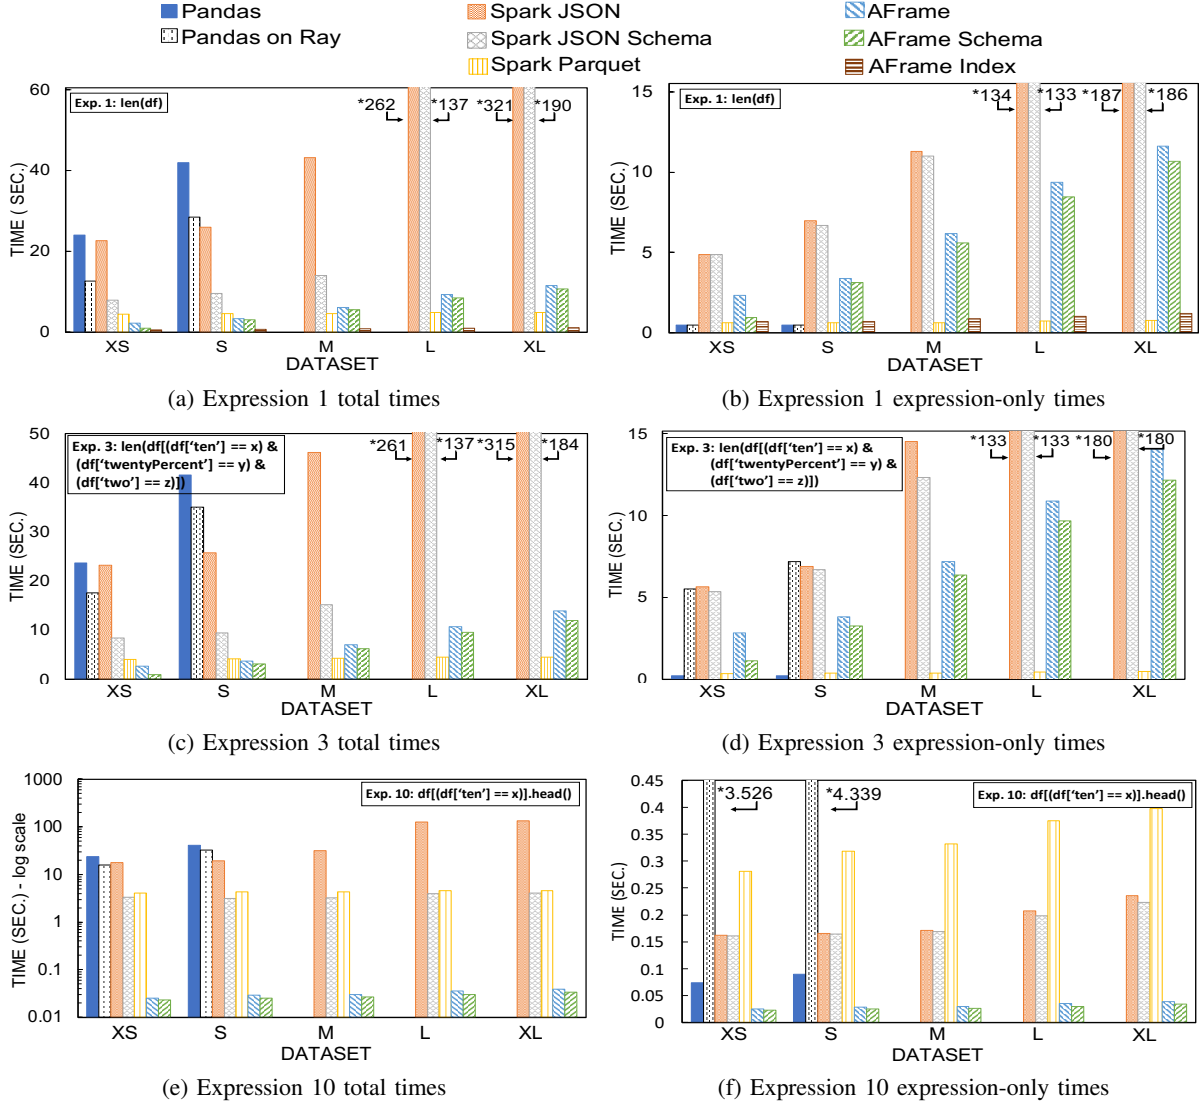 Pandas
Pandas on Ray
Spark JSON
Spark JSON Schema
Spark Parquet
AFrame
AFrame Schema
AFrame Index
Exp. 1: len(df)
*262
*137
*321
*190
60
40
20
0
TIME ( SEC.)
XS S M L XL
DATASET
(a) Expression 1 total times
Exp. 1: len(df)
*134
*133
*187
*186
15
10
5
0
TIME (SEC.)
XS S M L XL
DATASET
(b) Expression 1 expression-only times
Exp. 3: len(df[(df[‘ten’] == x) &
(df[‘twentyPercent’] == y) &
(df[‘two’] == z)])
*261
*137
*315
*184
50
40
30
20
10
0
TIME (SEC.)
XS S M L XL
DATASET
(c) Expression 3 total times
Exp. 3: len(df[(df[‘ten’] == x) &
(df[‘twentyPercent’] == y) &
(df[‘two’] == z)])
*133
*133
*180
*180
15
10
5
0
TIME (SEC.)
XS S M L XL
DATASET
(d) Expression 3 expression-only times
Exp. 10: df[(df[‘ten’] == x)].head()
1000
100
10
1
0.1
0.01
TIME (SEC.) - log scale
XS S M L XL
DATASET
(e) Expression 10 total times
Exp. 10: df[(df[‘ten’] == x)].head()
*3.526
*4.339
0.45
0.4
0.35
0.3
0.25
0.2
0.15
0.1
0.05
0
TIME (SEC.)
XS S M L XL
DATASET
(f) Expression 10 expression-only times